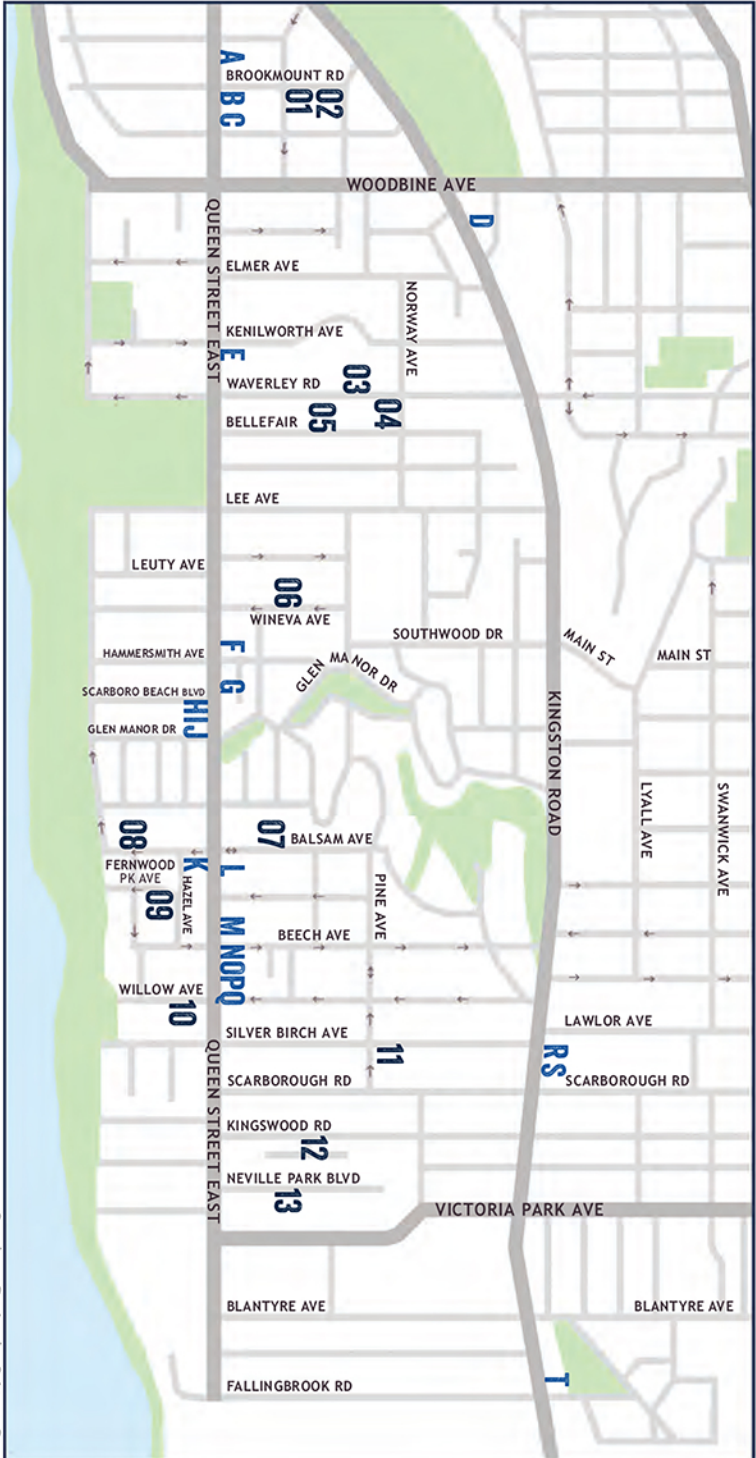 A
BROOKMOUNT RD
B C
01
02
WOODBINE AVE
D
QUEEN STREET EAST
ELMER AVE
NORWAY AVE
KENILWORTH AVE
E
WAVERLEY RD
03
04
BELLEFAIR
05
LEE AVE
LEUTY AVE
06
WINEVA AVE
SOUTHWOOD DR
MAIN ST
MAIN ST
HAMMERSMITH AVE
F
GLEN MANOR DR
G
SCARBORO BEACH BLVD
HIJ
GLEN MANOR DR
KINGSTON ROAD
LYALL AVE
SWANWICK AVE
08
07
BALSAM AVE
FERNWOOD
PK AVE
K
L
HAZEL AVE
09
PINE AVE
M NOPQ
BEECH AVE
WILLOW AVE
10
SILVER BIRCH AVE
LAWLOR AVE
11
R S
QUEEN STREET EAST
SCARBOROUGH RD
SCARBOROUGH RD
KINGSWOOD RD
12
NEVILLE PARK BLVD
13
VICTORIA PARK AVE
BLANTYRE AVE
BLANTYRE AVE
FALLINGBROOK RD
T